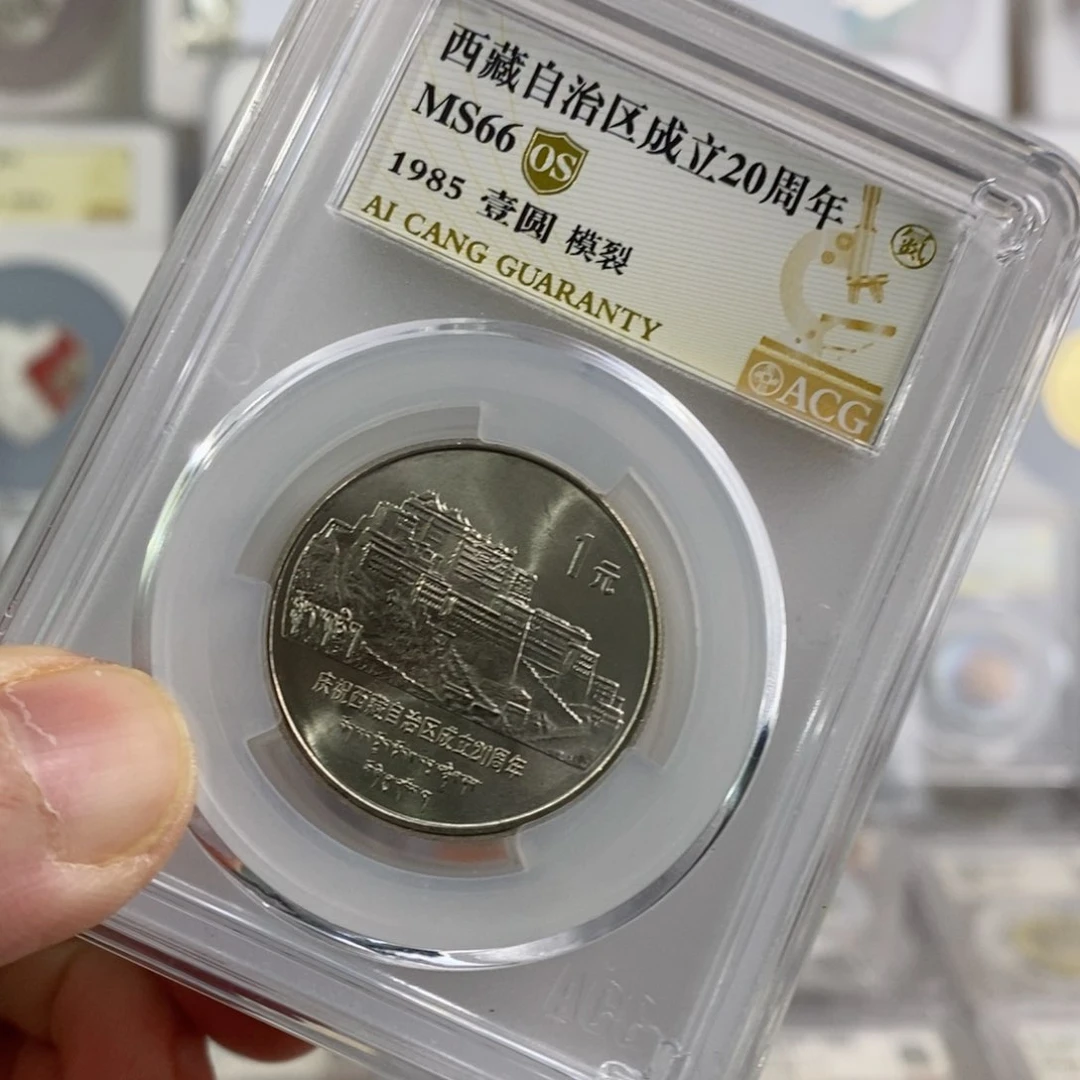 西藏自治区成立20周年
MS66 OS
1985 壹圆 模裂
AI CANG GUARANTY
ACG
1元
庆祝西藏自治区成立20周年
ACG